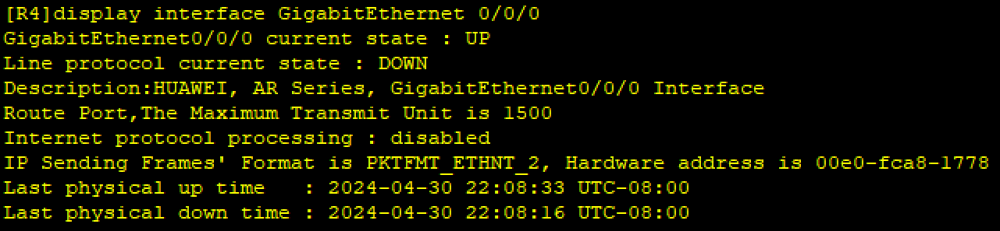 [R4]display interface GigabitEthernet 0/0/0
GigabitEthernet0/0/0 current state : UP
Line protocol current state : DOWN
Description:HUAWEI, AR Series, GigabitEthernet0/0/0 Interface
Route Port,The Maximum Transmit Unit is 1500
Internet protocol processing : disabled
IP Sending Frames' Format is PKTFMT_ETHNT_2, Hardware address is 00e0-fca8-1778
Last physical up time   : 2024-04-30 22:08:33 UTC-08:00
Last physical down time : 2024-04-30 22:08:16 UTC-08:00